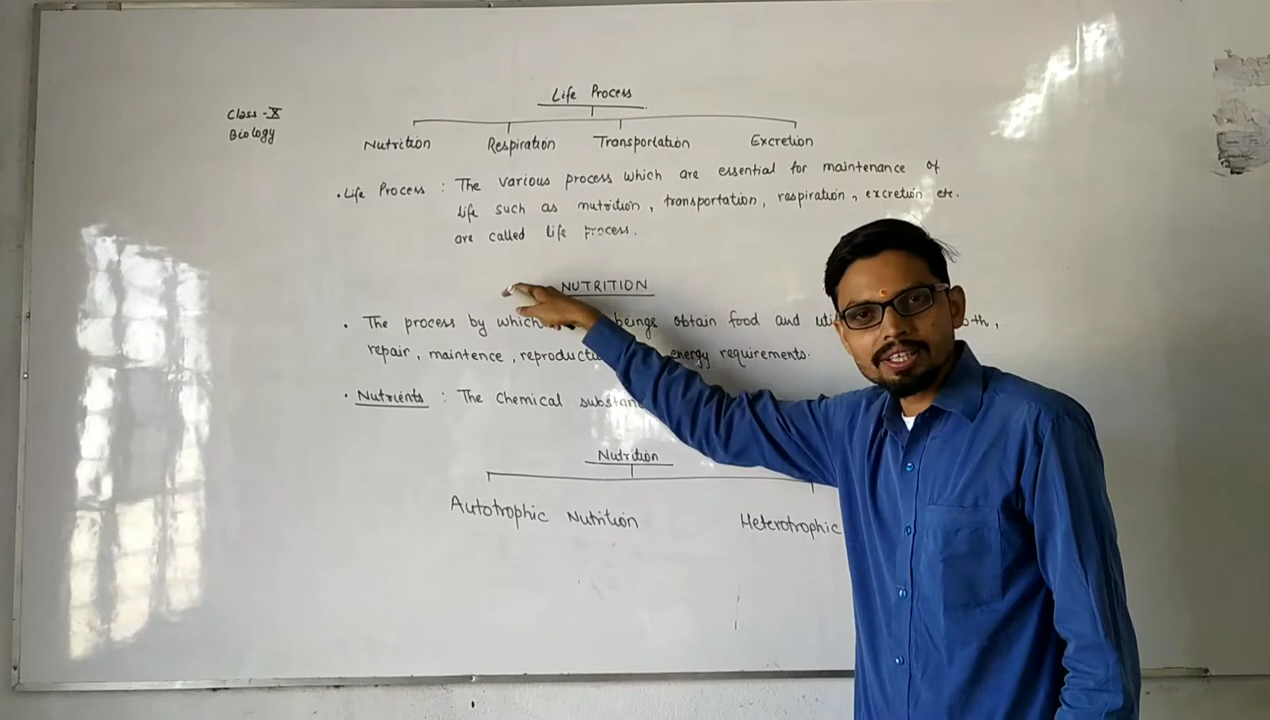 Life Process
Class -X
Biology
Nutrition Respiration Transportation Excretion
• Life Process : The various process which are essential for maintenance of
life such as nutrition, transportation, respiration, excretion etc.
are called life process.
NUTRITION
• The process by which beings obtain food and
repair, maintence, energy requirements.
• Nutrients : The Chemical
Nutrition
Autotrophic Nutrition Heterotrophic